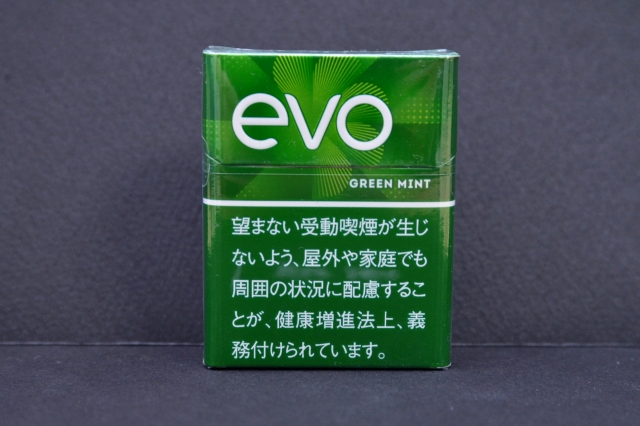 evo
GREEN MINT
望まない受動喫煙が生じ
ないよう、屋外や家庭でも
周囲の状況に配慮するこ
とが、健康増進法上、義
務付けられています。